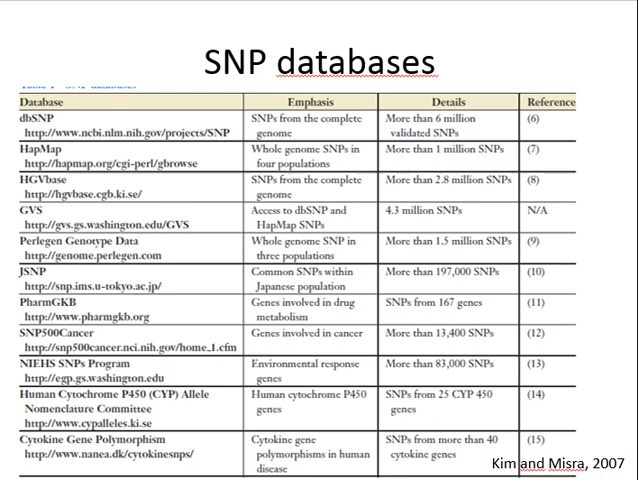 SNP databases
Table 1 SNP databases
Database Emphasis Details Reference
dbSNP SNPs from the complete More than 6 million (6)
http://www.ncbi.nlm.nih.gov/projects/SNP genome validated SNPs
HapMap Whole genome SNPs in More than 1 million SNPs (7)
http://hapmap.org/cgi-perl/gbrowse four populations
HGVbase SNPs from the complete More than 2.8 million SNPs (8)
http://hgvbase.cgb.ki.se/ genome
GVS Access to dbSNP and 4.3 million SNPs N/A
http://gvs.gs.washington.edu/GVS HapMap SNPs
Perlegen Genotype Data Whole genome SNP in More than 1.5 million SNPs (9)
http://genome.perlegen.com three populations
JSNP Common SNPs within More than 197,000 SNPs (10)
http://snp.ims.u-tokyo.ac.jp/ Japanese population
PharmGKB Genes involved in drug SNPs from 167 genes (11)
http://www.pharmgkb.org metabolism
SNP500Cancer Genes involved in cancer More than 13,400 SNPs (12)
http://snp500cancer.nci.nih.gov/home_1.cfm
NIEHS SNPs Program Environmental response More than 83,000 SNPs (13)
http://egp.gs.washington.edu genes
Human Cytochrome P450 (CYP) Allele Human cytochrome P450 SNPs from 25 CYP 450 (14)
Nomenclature Committee genes genes
http://www.cypalleles.ki.se
Cytokine Gene Polymorphism Cytokine gene SNPs from more than 40 (15)
http://www.nanea.dk/cytokinesnps/ polymorphisms in human cytokine genes
disease
Kim and Misra, 2007